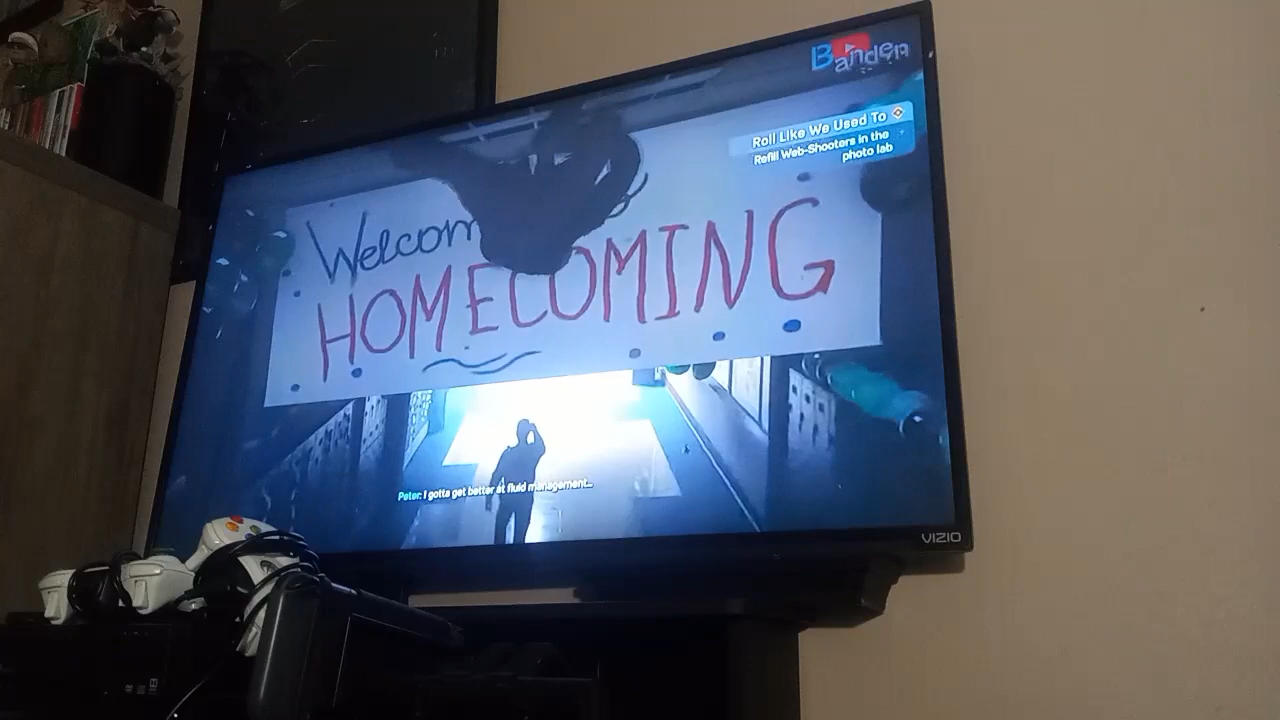 Banden
Roll Like We Used To
Refill Web-Shooters in the
photo lab
Welcom
HOMECOMING
Peter: I gotta get better at fluid management...
VIZIO